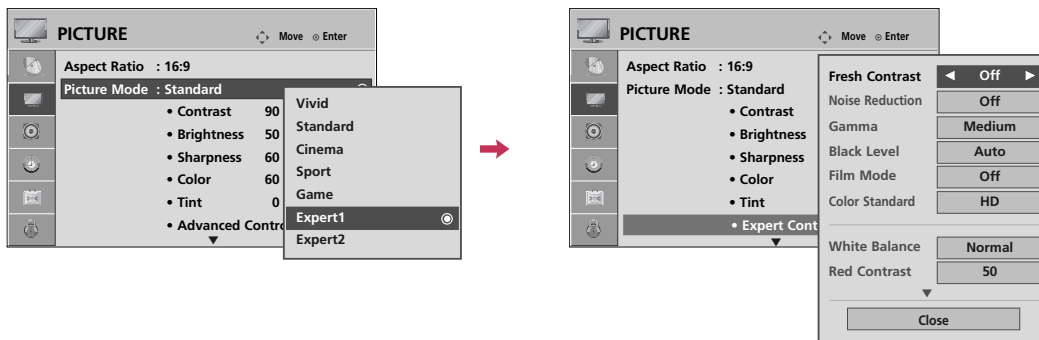 PICTURE
Move ⊙ Enter
Aspect Ratio : 16:9
Picture Mode : Standard
• Contrast 90
• Brightness 50
• Sharpness 60
• Color 60
• Tint 0
• Advanced Contro
▼
Vivid
Standard
Cinema
Sport
Game
Expert1
Expert2
PICTURE
Move ⊙ Enter
Aspect Ratio : 16:9
Picture Mode : Standard
• Contrast
• Brightness
• Sharpness
• Color
• Tint
• Expert Cont
▼
Fresh Contrast ◀ Off ▶
Noise Reduction Off
Gamma Medium
Black Level Auto
Film Mode Off
Color Standard HD
White Balance Normal
Red Contrast 50
▼
Close